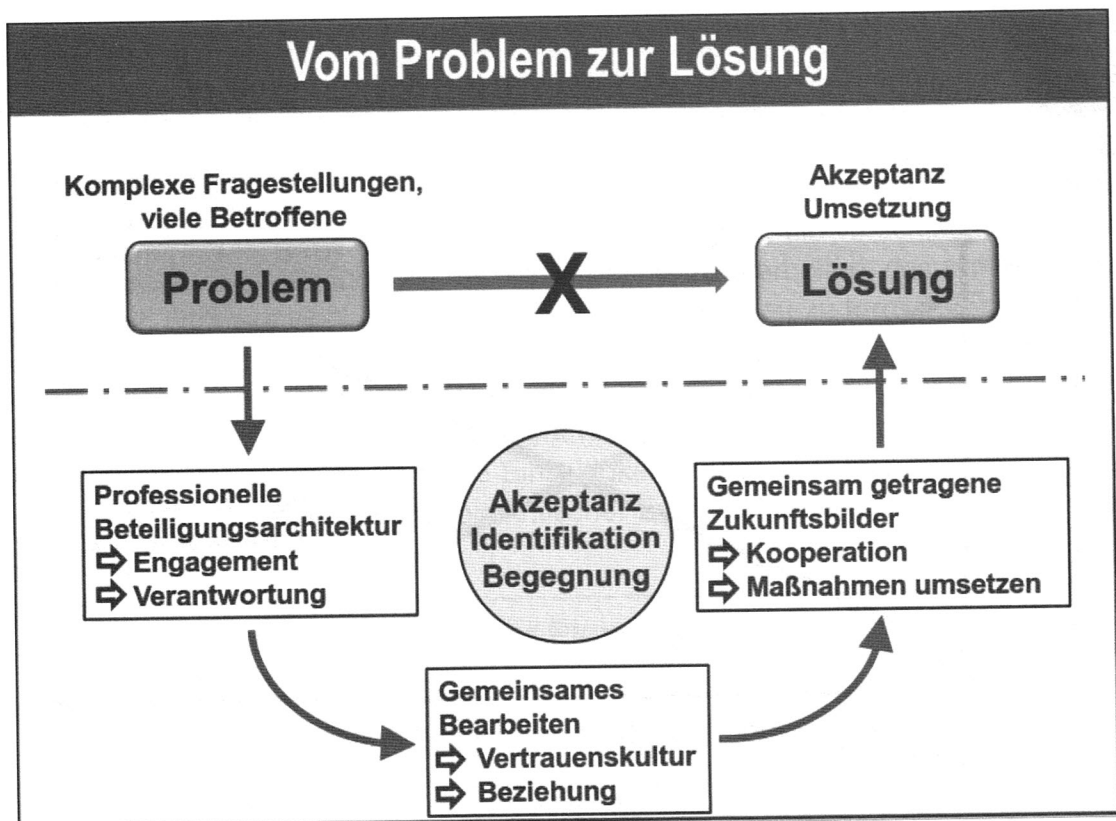 Vom Problem zur Lösung
Komplexe Fragestellungen,
viele Betroffene
Problem
X
Akzeptanz
Umsetzung
Lösung
Professionelle
Beteiligungsarchitektur
⇨ Engagement
⇨ Verantwortung
Akzeptanz
Identifikation
Begegnung
Gemeinsam getragene
Zukunftsbilder
⇨ Kooperation
⇨ Maßnahmen umsetzen
Gemeinsames
Bearbeiten
⇨ Vertrauenskultur
⇨ Beziehung